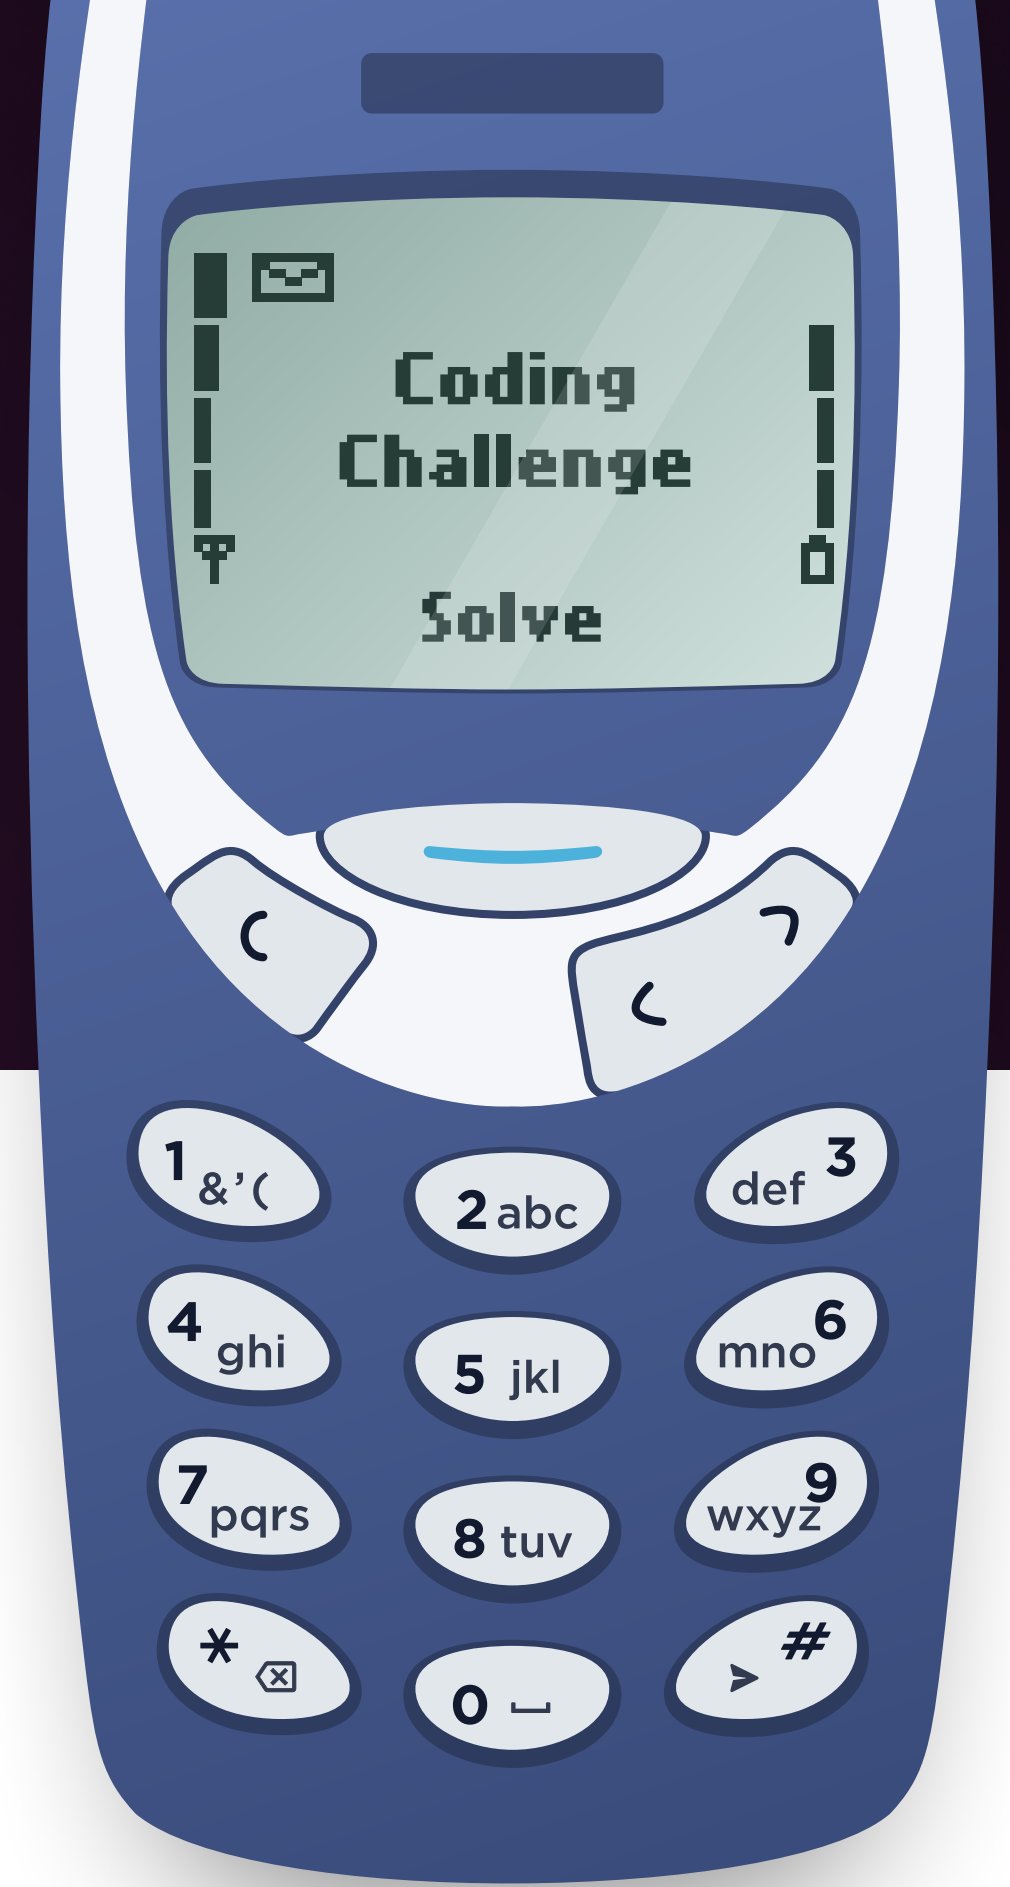 Coding
Challenge
Solve
1 &'(
2 abc
def 3
4 ghi
5 jkl
mno 6
7 pqrs
8 tuv
wxyz 9
*
0
#